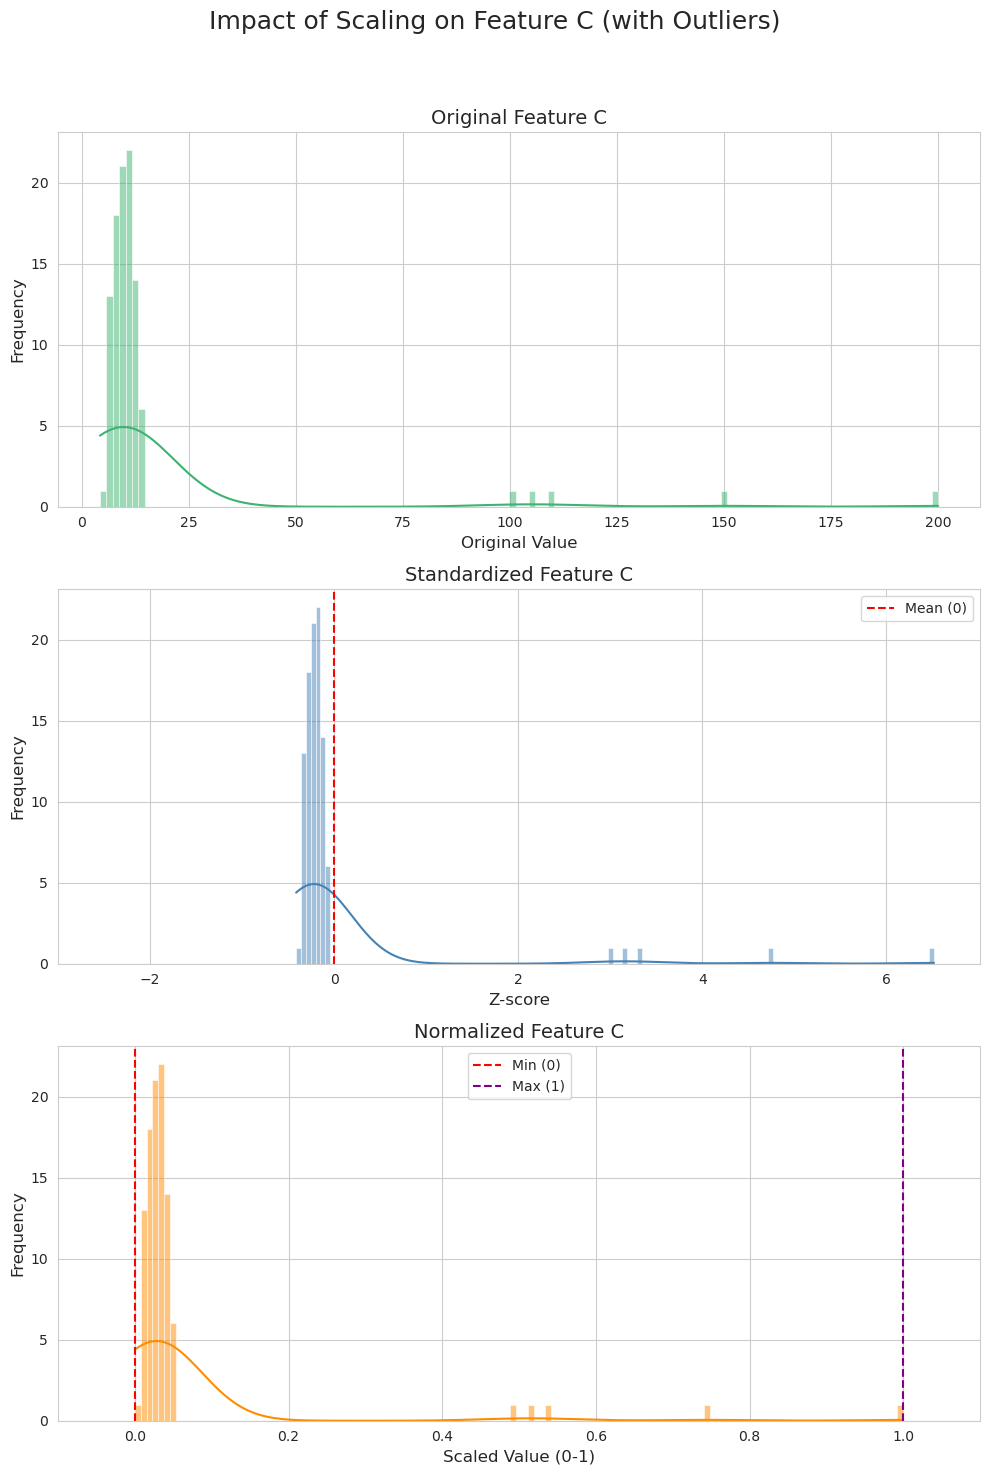 Impact of Scaling on Feature C (with Outliers)
Original Feature C
Frequency
20
15
10
5
0
0 25 50 75 100 125 150 175 200
Original Value
Standardized Feature C
Mean (0)
Frequency
20
15
10
5
0
−2 0 2 4 6
Z-score
Normalized Feature C
Min (0)
Max (1)
Frequency
20
15
10
5
0
0.0 0.2 0.4 0.6 0.8 1.0
Scaled Value (0-1)